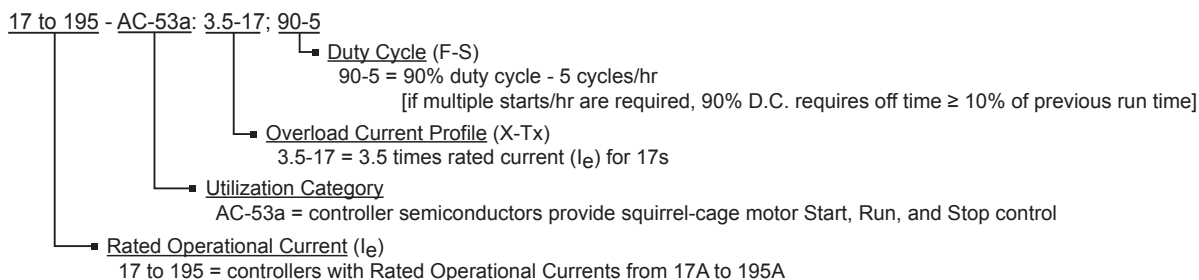 17 to 195 - AC-53a: 3.5-17; 90-5
Duty Cycle (F-S)
90-5 = 90% duty cycle - 5 cycles/hr
[if multiple starts/hr are required, 90% D.C. requires off time ≥ 10% of previous run time]
Overload Current Profile (X-Tx)
3.5-17 = 3.5 times rated current (Ie) for 17s
Utilization Category
AC-53a = controller semiconductors provide squirrel-cage motor Start, Run, and Stop control
Rated Operational Current (Ie)
17 to 195 = controllers with Rated Operational Currents from 17A to 195A